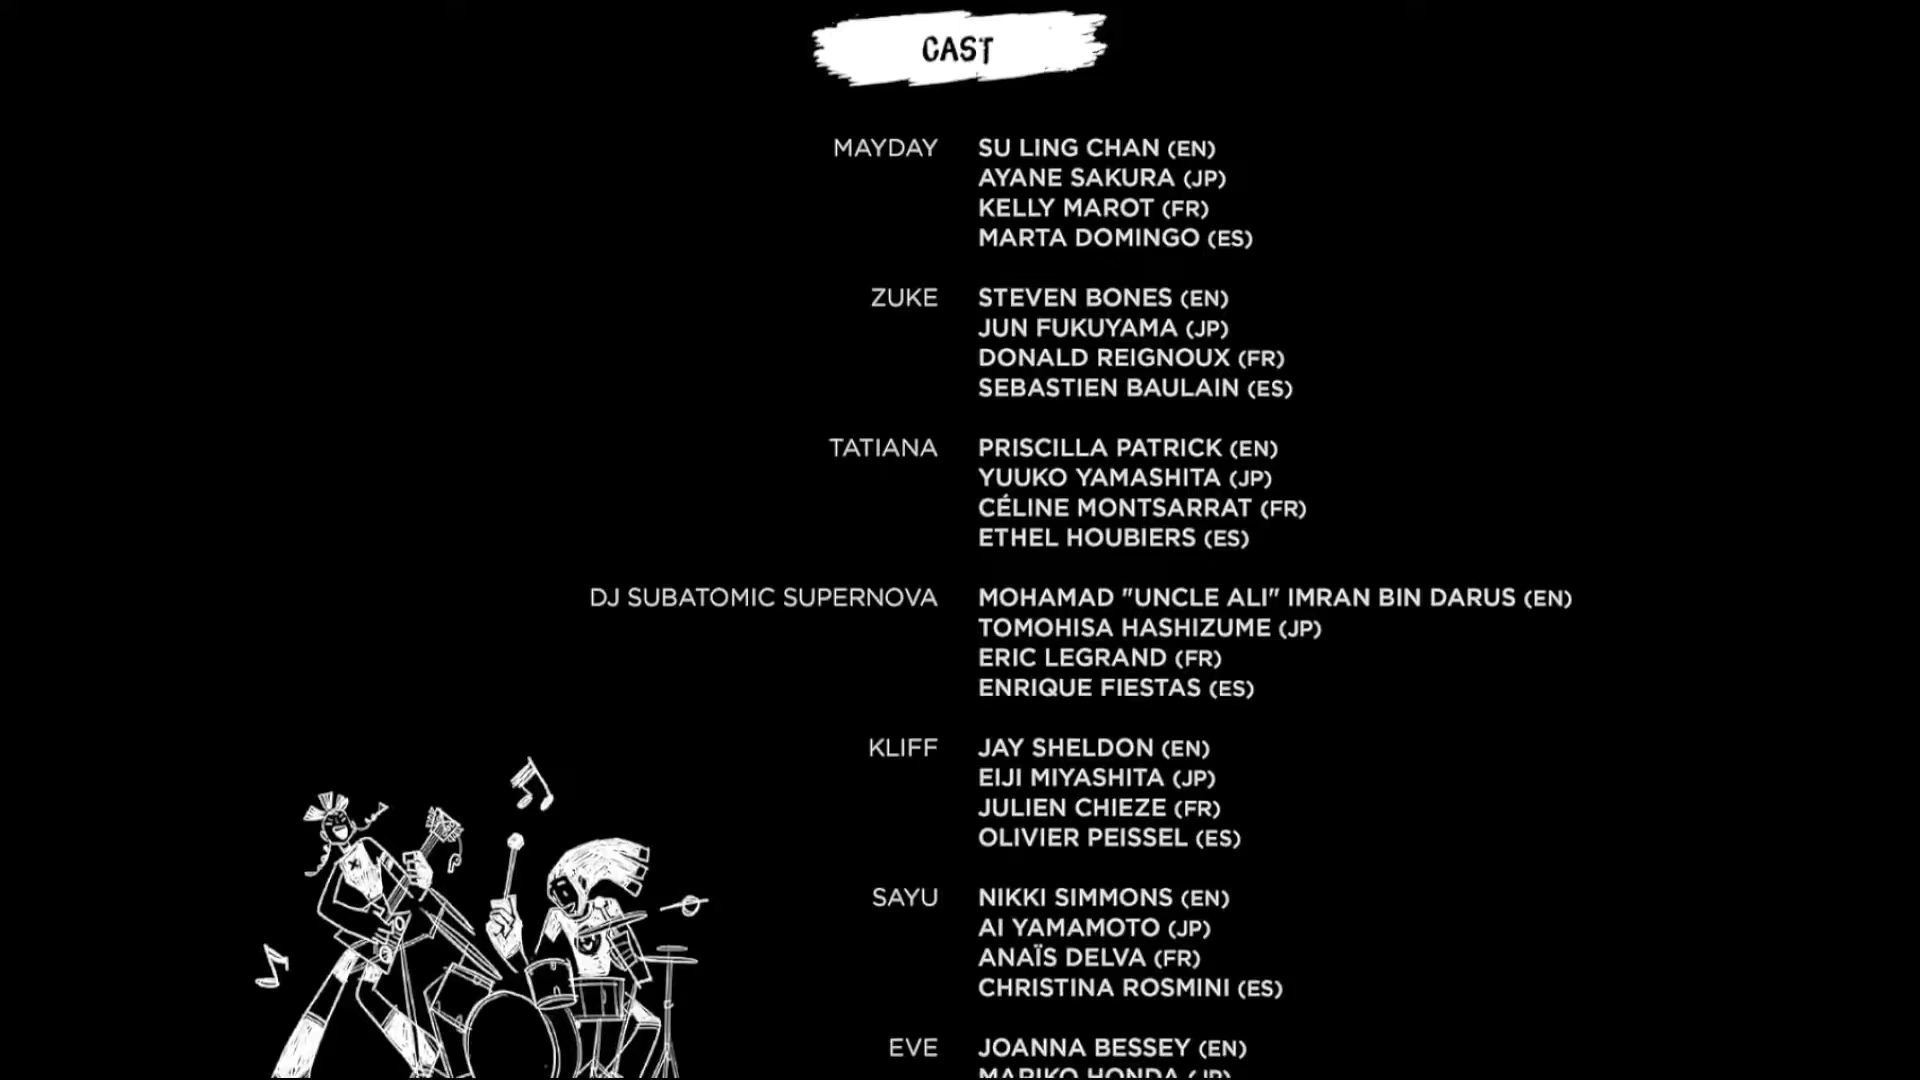 CAST
MAYDAY SU LING CHAN (EN)
AYANE SAKURA (JP)
KELLY MAROT (FR)
MARTA DOMINGO (ES)
ZUKE STEVEN BONES (EN)
JUN FUKUYAMA (JP)
DONALD REIGNOUX (FR)
SEBASTIEN BAULAIN (ES)
TATIANA PRISCILLA PATRICK (EN)
YUUKO YAMASHITA (JP)
CÉLINE MONTSARRAT (FR)
ETHEL HOUBIERS (ES)
DJ SUBATOMIC SUPERNOVA MOHAMAD "UNCLE ALI" IMRAN BIN DARUS (EN)
TOMOHISA HASHIZUME (JP)
ERIC LEGRAND (FR)
ENRIQUE FIESTAS (ES)
KLIFF JAY SHELDON (EN)
EIJI MIYASHITA (JP)
JULIEN CHIEZE (FR)
OLIVIER PEISSEL (ES)
SAYU NIKKI SIMMONS (EN)
AI YAMAMOTO (JP)
ANAÏS DELVA (FR)
CHRISTINA ROSMINI (ES)
EVE JOANNA BESSEY (EN)
MARIKO HONDA (JP)